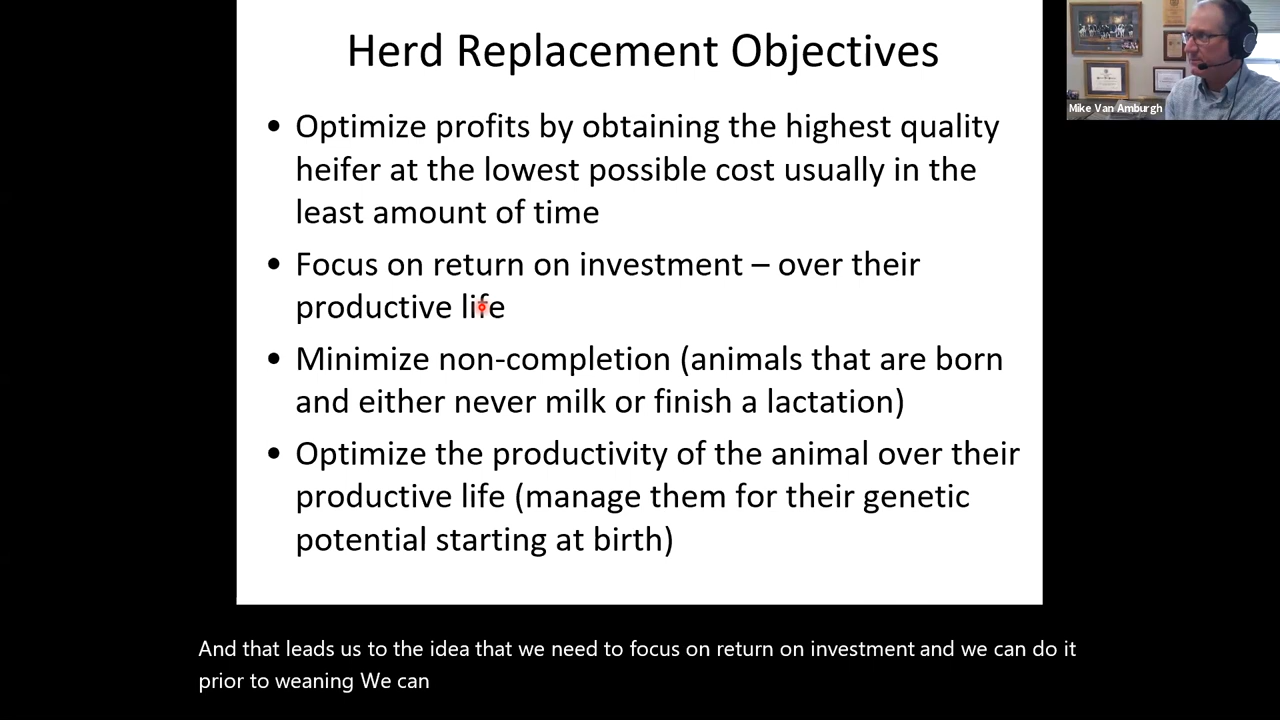 Herd Replacement Objectives
• Optimize profits by obtaining the highest quality
heifer at the lowest possible cost usually in the
least amount of time
• Focus on return on investment – over their
productive life
• Minimize non-completion (animals that are born
and either never milk or finish a lactation)
• Optimize the productivity of the animal over their
productive life (manage them for their genetic
potential starting at birth)
Mike Van Amburgh
And that leads us to the idea that we need to focus on return on investment and we can do it
prior to weaning We can